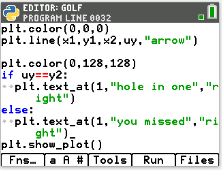 EDITOR: GOLF
PROGRAM LINE 0032
plt.color(0,0,0)
plt.line(x1,y1,x2,uy,"arrow")
plt.color(0,128,128)
if uy==y2:
plt.text_at(1,"hole in one","r
ight")
else:
plt.text_at(1,"you missed","ri
ght")
plt.show_plot()
Fns… a A # Tools Run Files